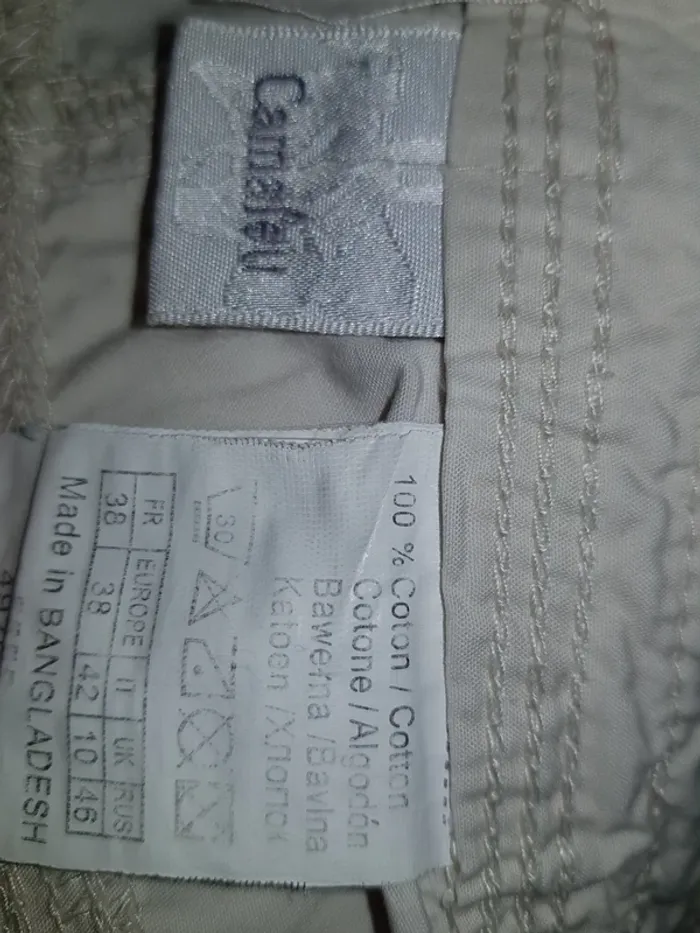 Camaïeu
100 % Coton / Cotton
Cotone / Algodón
Bawełna / Bavlna
Katoen / Хлопок
30
FR EUROPE IT UK RUS
38 38 42 10 46
Made in BANGLADESH